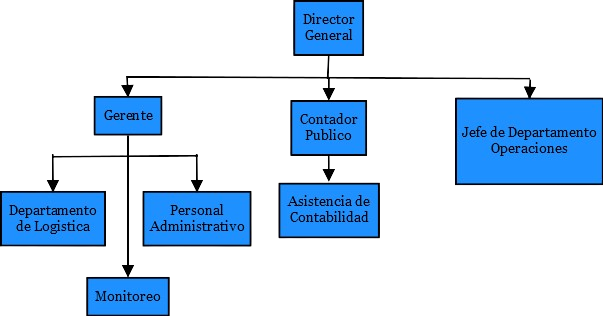 Director
General
Gerente
Contador
Publico
Jefe de Departamento
Operaciones
Departamento
de Logistica
Personal
Administrativo
Asistencia de
Contabilidad
Monitoreo